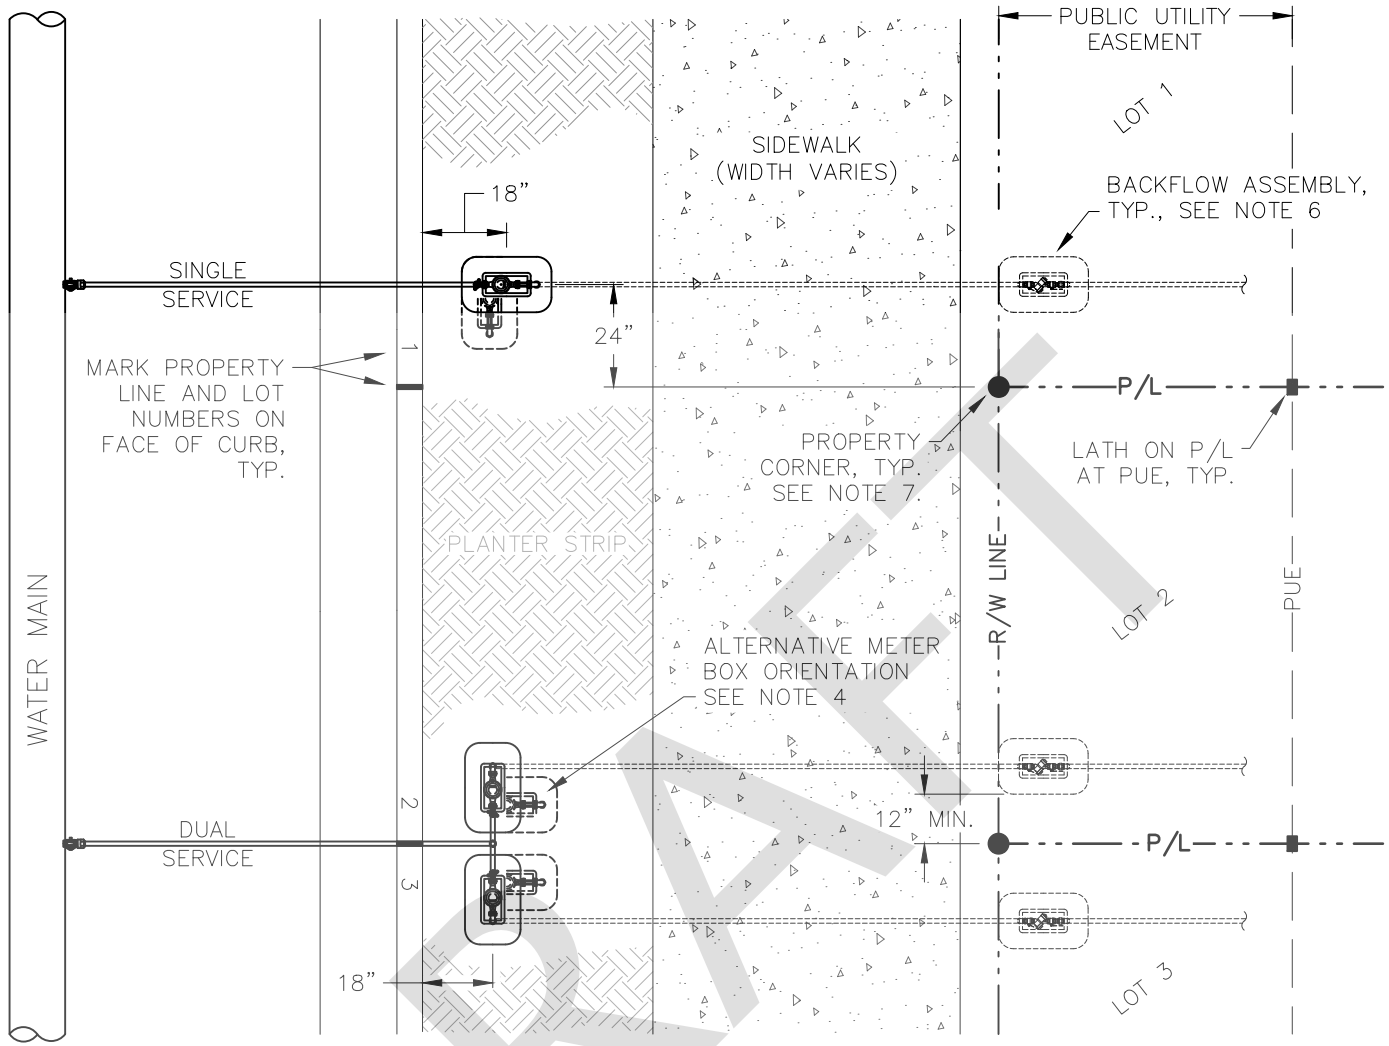 PUBLIC UTILITY
EASEMENT
LOT 1
SIDEWALK
(WIDTH VARIES)
18"
BACKFLOW ASSEMBLY,
TYP., SEE NOTE 6
SINGLE
SERVICE
24"
1
MARK PROPERTY
LINE AND LOT
NUMBERS ON
FACE OF CURB,
TYP.
P/L
PROPERTY
CORNER, TYP.
SEE NOTE 7.
LATH ON P/L
AT PUE, TYP.
PLANTER STRIP
R/W LINE
PUE
LOT 2
WATER MAIN
ALTERNATIVE METER
BOX ORIENTATION
SEE NOTE 4
2
12" MIN.
DUAL
SERVICE
P/L
3
18"
LOT 3
RAFT